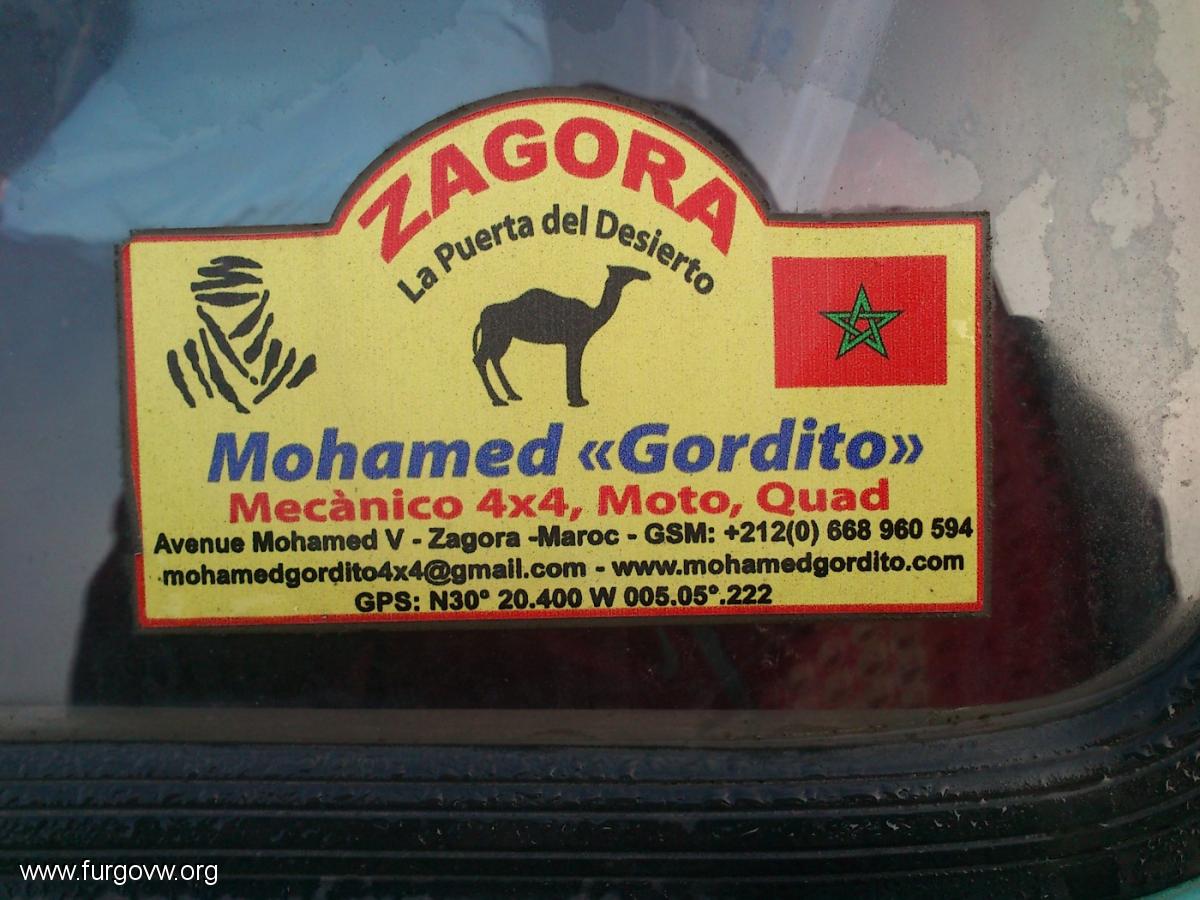 ZAGORA
La Puerta del Desierto
Mohamed «Gordito»
Mecànico 4x4, Moto, Quad
Avenue Mohamed V - Zagora -Maroc - GSM: +212(0) 668 960 594
mohamedgordito4x4@gmail.com - www.mohamedgordito.com
GPS: N30° 20.400 W 005.05°.222
www.furgovw.org